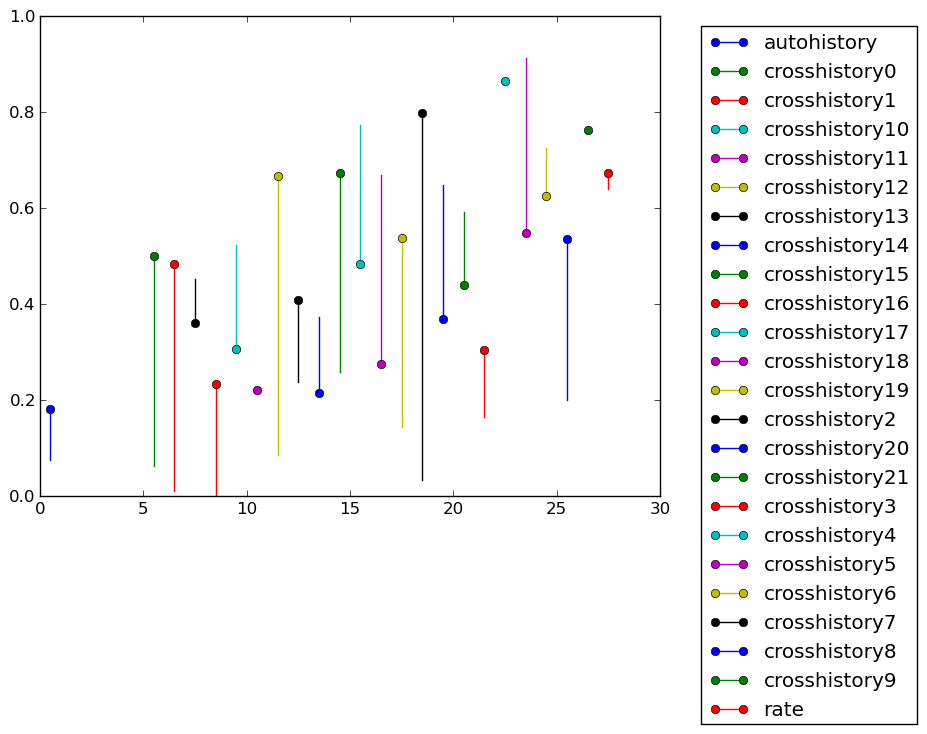 1.0
0.8
0.6
0.4
0.2
0.0
0 5 10 15 20 25 30
autohistory
crosshistory0
crosshistory1
crosshistory10
crosshistory11
crosshistory12
crosshistory13
crosshistory14
crosshistory15
crosshistory16
crosshistory17
crosshistory18
crosshistory19
crosshistory2
crosshistory20
crosshistory21
crosshistory3
crosshistory4
crosshistory5
crosshistory6
crosshistory7
crosshistory8
crosshistory9
rate